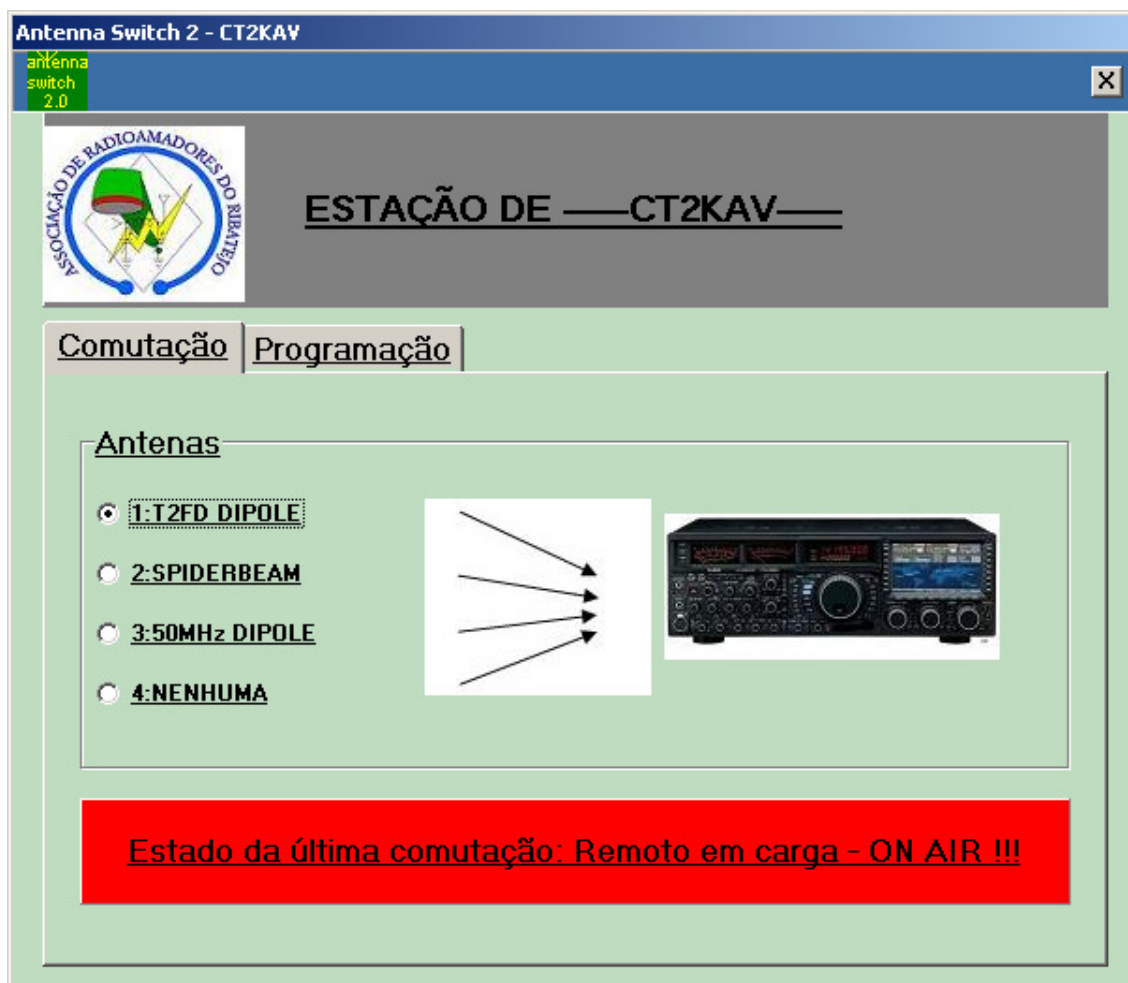 Antenna Switch 2 - CT2KAV
antenna
switch
2.0
X
ASSOCIAÇÃO DE RADIOAMADORES DO RIBATEJO
ESTAÇÃO DE ——CT2KAV——
Comutação
Programação
Antenas
1:T2FD DIPOLE
2:SPIDERBEAM
3:50MHz DIPOLE
4:NENHUMA
Estado da última comutação: Remoto em carga - ON AIR !!!